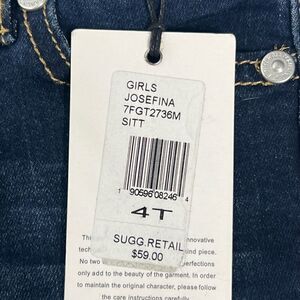 GIRLS
JOSEFINA
7FGT2736M
SITT
1 90596 08246 4
4T
SUGG.RETAIL
$59.00
innovative
piece.
No two
only add to the beauty of the garment. In order
to maintain the original character, please follow
the care instructions carefully.